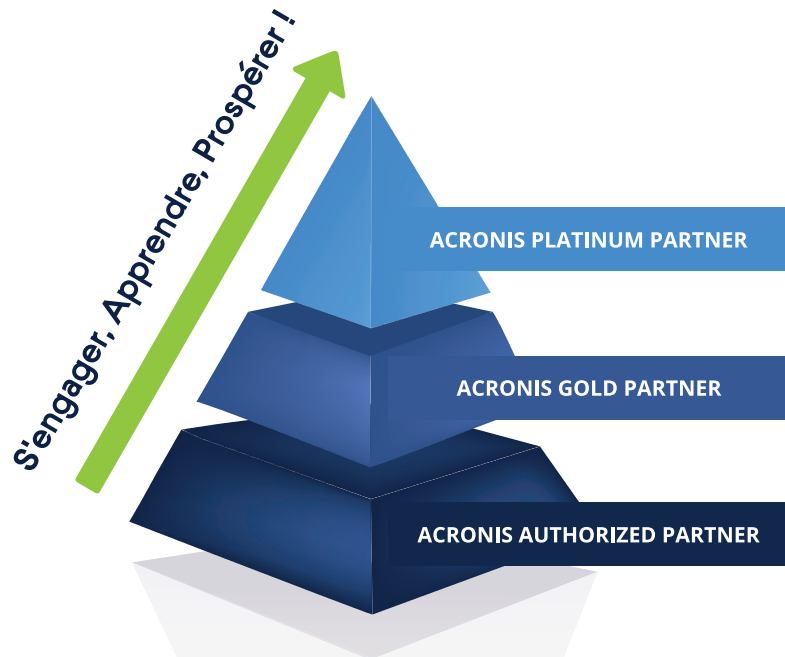 S'engager, Apprendre, Prospérer !
ACRONIS PLATINUM PARTNER
ACRONIS GOLD PARTNER
ACRONIS AUTHORIZED PARTNER